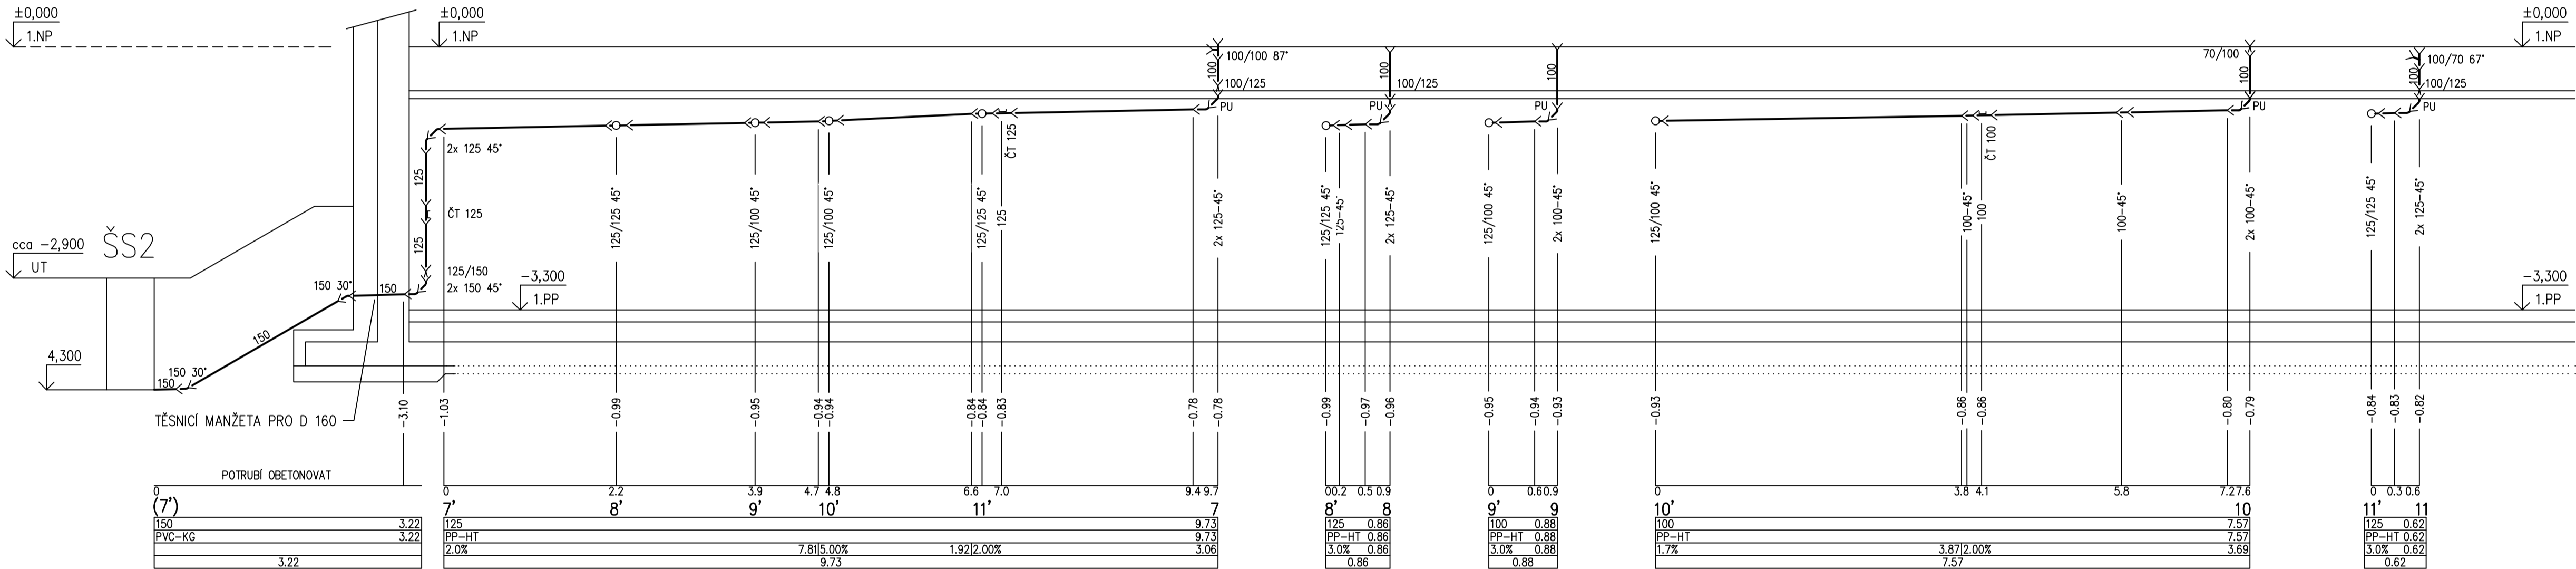 ±0,000
1.NP
±0,000
1.NP
±0,000
1.NP
100/100 87°
100
100/125
PU
100
100/125
PU
100
PU
70/100
100
PU
100/70 67°
100
100/125
PU
2x 125 45°
125
ČT 125
125
125/150
2x 150 45°
ČT 125
ČT 100
125/125 45°
125/100 45°
125/100 45°
125/125 45°
125
2x 125-45°
125/125 45°
125-45°
2x 125-45°
125/100 45°
2x 100-45°
125/100 45°
100-45°
100
100-45°
2x 100-45°
125/125 45°
2x 125-45°
cca -2,900
UT
ŠS2
-3,300
1.PP
-3,300
1.PP
150 30°
150
150
4,300
150 30°
150
TĚSNICÍ MANŽETA PRO D 160
-3.10
-1.03
-0.99
-0.95
-0.94
-0.94
-0.84
-0.84
-0.83
-0.78
-0.78
-0.99
-0.97
-0.96
-0.95
-0.94
-0.93
-0.93
-0.86
-0.86
-0.80
-0.79
-0.84
-0.83
-0.82
POTRUBÍ OBETONOVAT
0
0 2.2 3.9 4.7 4.8 6.6 7.0 9.4 9.7
0 0.2 0.5 0.9
0 0.6 0.9
0 3.8 4.1 5.8 7.2 7.6
0 0.3 0.6
(7')
7' 8' 9' 10' 11' 7
8' 8
9' 9
10' 10
11' 11
150 3.22
PVC-KG 3.22
3.22
125 9.73
PP-HT 9.73
2.0% 7.81 5.00% 1.92 2.00% 3.06
9.73
125 0.86
PP-HT 0.86
3.0% 0.86
0.86
100 0.88
PP-HT 0.88
3.0% 0.88
0.88
100 7.57
PP-HT 7.57
1.7% 3.87 2.00% 3.69
7.57
125 0.62
PP-HT 0.62
3.0% 0.62
0.62